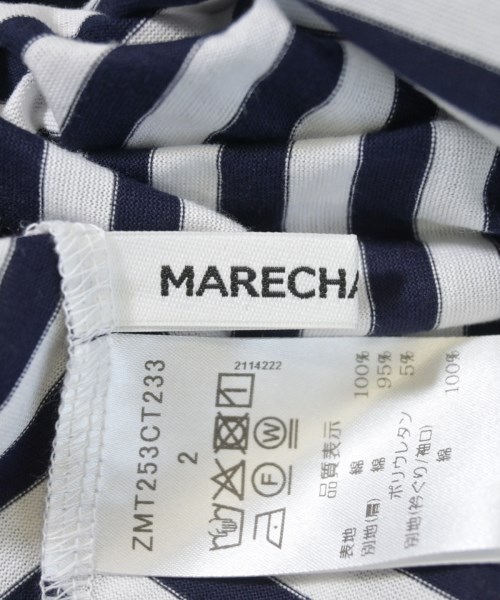 MARECHA
ZMT253CT233
2
2114222
W
F
品質表示
表地 綿 100%
別地(肩) 綿 95%
ポリウレタン 5%
別地(衿ぐり/袖口)
綿 100%